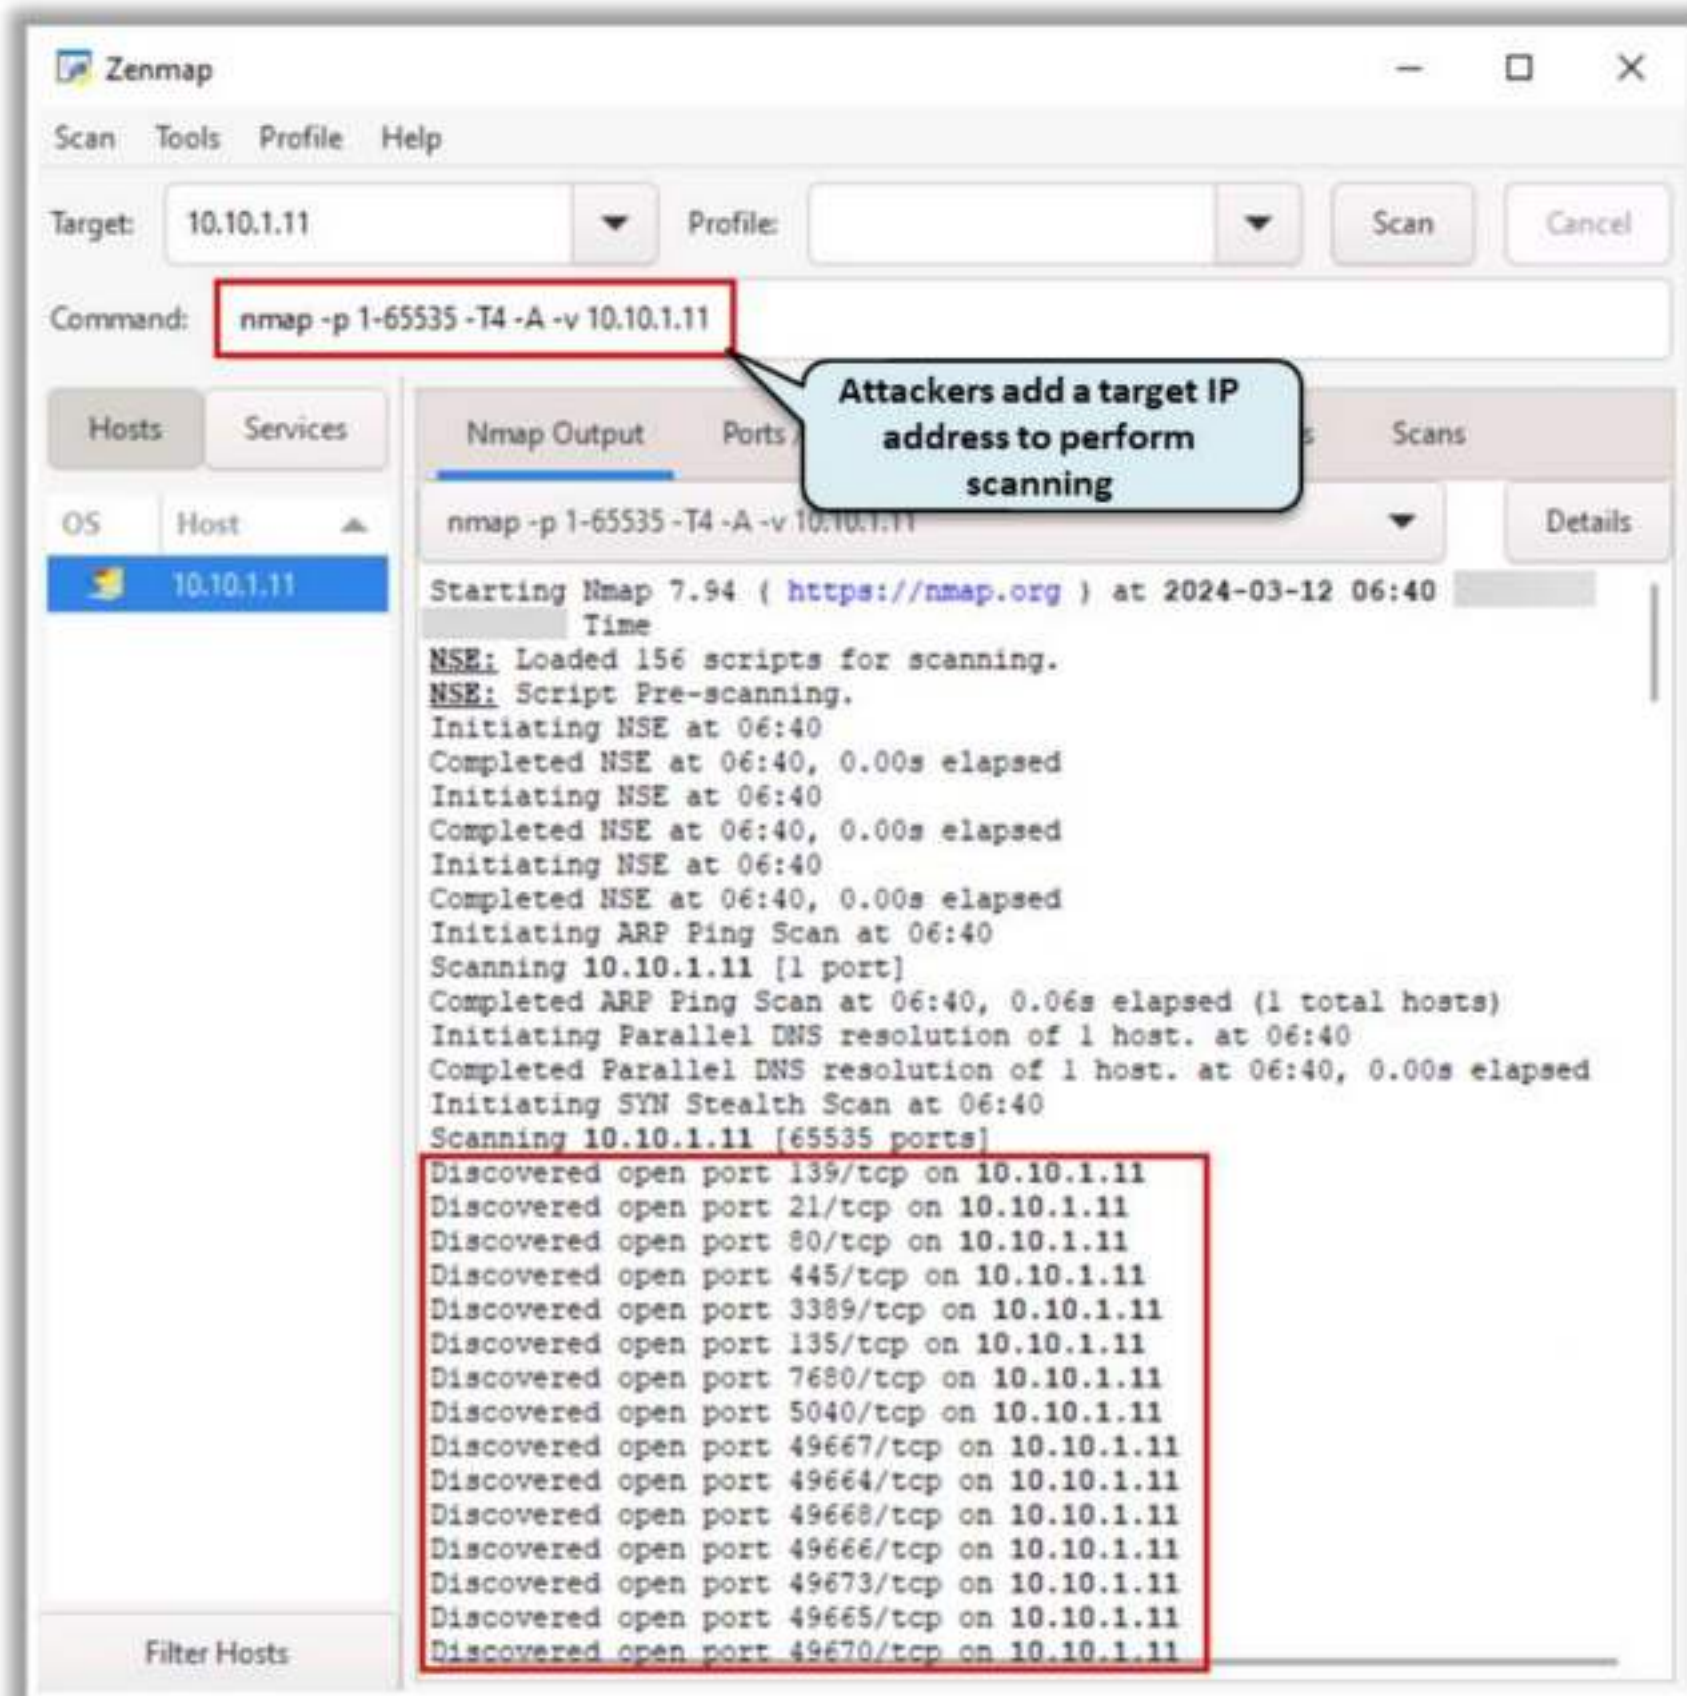 Zenmap
Scan Tools Profile Help
Target: 10.10.1.11 Profile: Scan Cancel
Command: nmap -p 1-65535 -T4 -A -v 10.10.1.11
Attackers add a target IP
address to perform
scanning
Hosts Services
Nmap Output Ports s Scans
OS Host
nmap -p 1-65535 -T4 -A -v 10.10.1.11 Details
10.10.1.11
Starting Nmap 7.94 ( https://nmap.org ) at 2024-03-12 06:40
Time
NSE: Loaded 156 scripts for scanning.
NSE: Script Pre-scanning.
Initiating NSE at 06:40
Completed NSE at 06:40, 0.00s elapsed
Initiating NSE at 06:40
Completed NSE at 06:40, 0.00s elapsed
Initiating NSE at 06:40
Completed NSE at 06:40, 0.00s elapsed
Initiating ARP Ping Scan at 06:40
Scanning 10.10.1.11 [1 port]
Completed ARP Ping Scan at 06:40, 0.06s elapsed (1 total hosts)
Initiating Parallel DNS resolution of 1 host. at 06:40
Completed Parallel DNS resolution of 1 host. at 06:40, 0.00s elapsed
Initiating SYN Stealth Scan at 06:40
Scanning 10.10.1.11 [65535 ports]
Discovered open port 139/tcp on 10.10.1.11
Discovered open port 21/tcp on 10.10.1.11
Discovered open port 80/tcp on 10.10.1.11
Discovered open port 445/tcp on 10.10.1.11
Discovered open port 3389/tcp on 10.10.1.11
Discovered open port 135/tcp on 10.10.1.11
Discovered open port 7680/tcp on 10.10.1.11
Discovered open port 5040/tcp on 10.10.1.11
Discovered open port 49667/tcp on 10.10.1.11
Discovered open port 49664/tcp on 10.10.1.11
Discovered open port 49668/tcp on 10.10.1.11
Discovered open port 49666/tcp on 10.10.1.11
Discovered open port 49673/tcp on 10.10.1.11
Discovered open port 49665/tcp on 10.10.1.11
Discovered open port 49670/tcp on 10.10.1.11
Filter Hosts